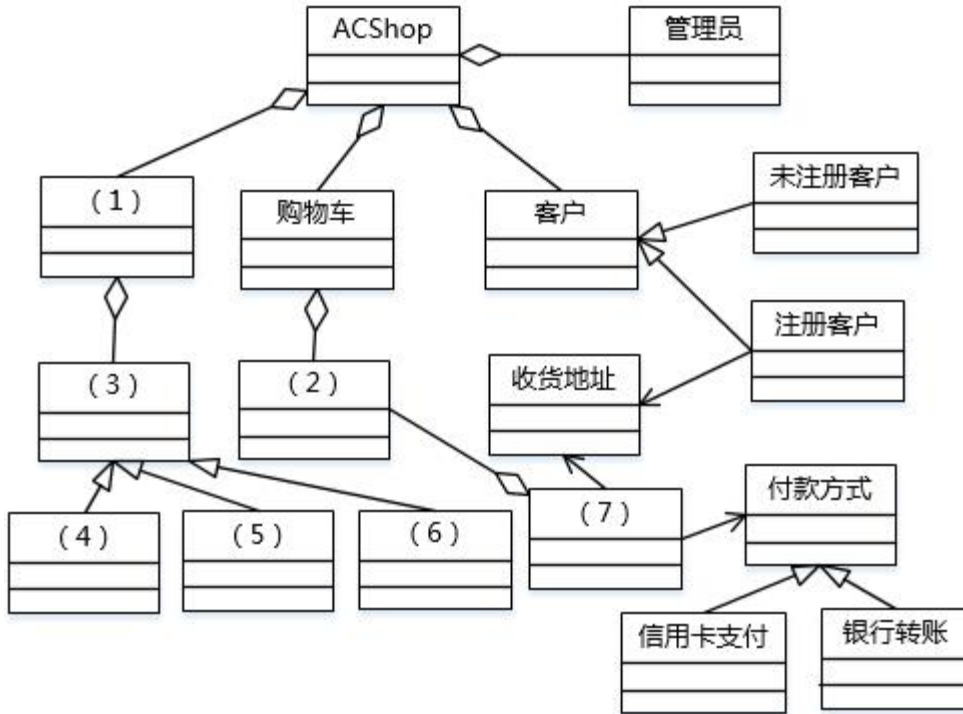 ACShop
管理员
(1)
购物车
客户
未注册客户
注册客户
(3)
(2)
收货地址
(4)
(5)
(6)
(7)
付款方式
信用卡支付
银行转账